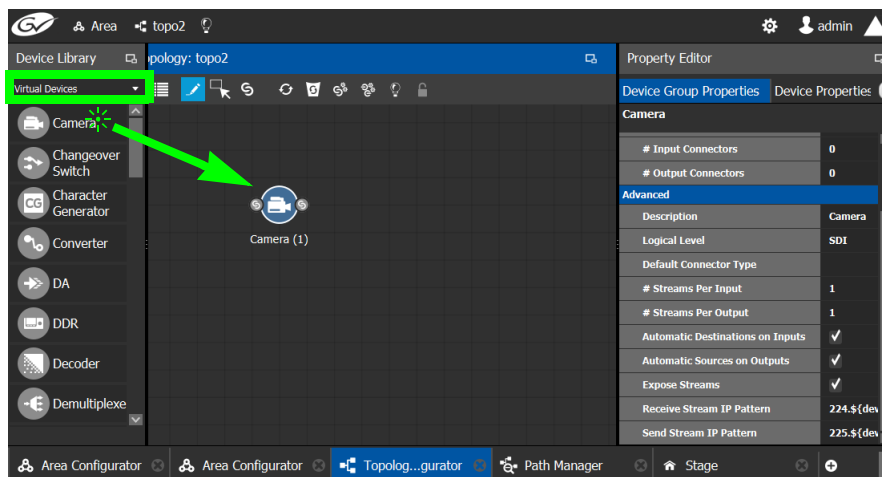 GV Area topo2 admin
Device Library
pology: topo2
Property Editor
Virtual Devices
Device Group Properties Device Properties
Camera
Changeover
Switch
CG
Character
Generator
Converter
DA
DDR
Decoder
Demultiplexe
Camera (1)
Camera
# Input Connectors 0
# Output Connectors 0
Advanced
Description Camera
Logical Level SDI
Default Connector Type
# Streams Per Input 1
# Streams Per Output 1
Automatic Destinations on Inputs
Automatic Sources on Outputs
Expose Streams
Receive Stream IP Pattern 224.${dev
Send Stream IP Pattern 225.${dev
Area Configurator
Area Configurator
Topolog...gurator
Path Manager
Stage